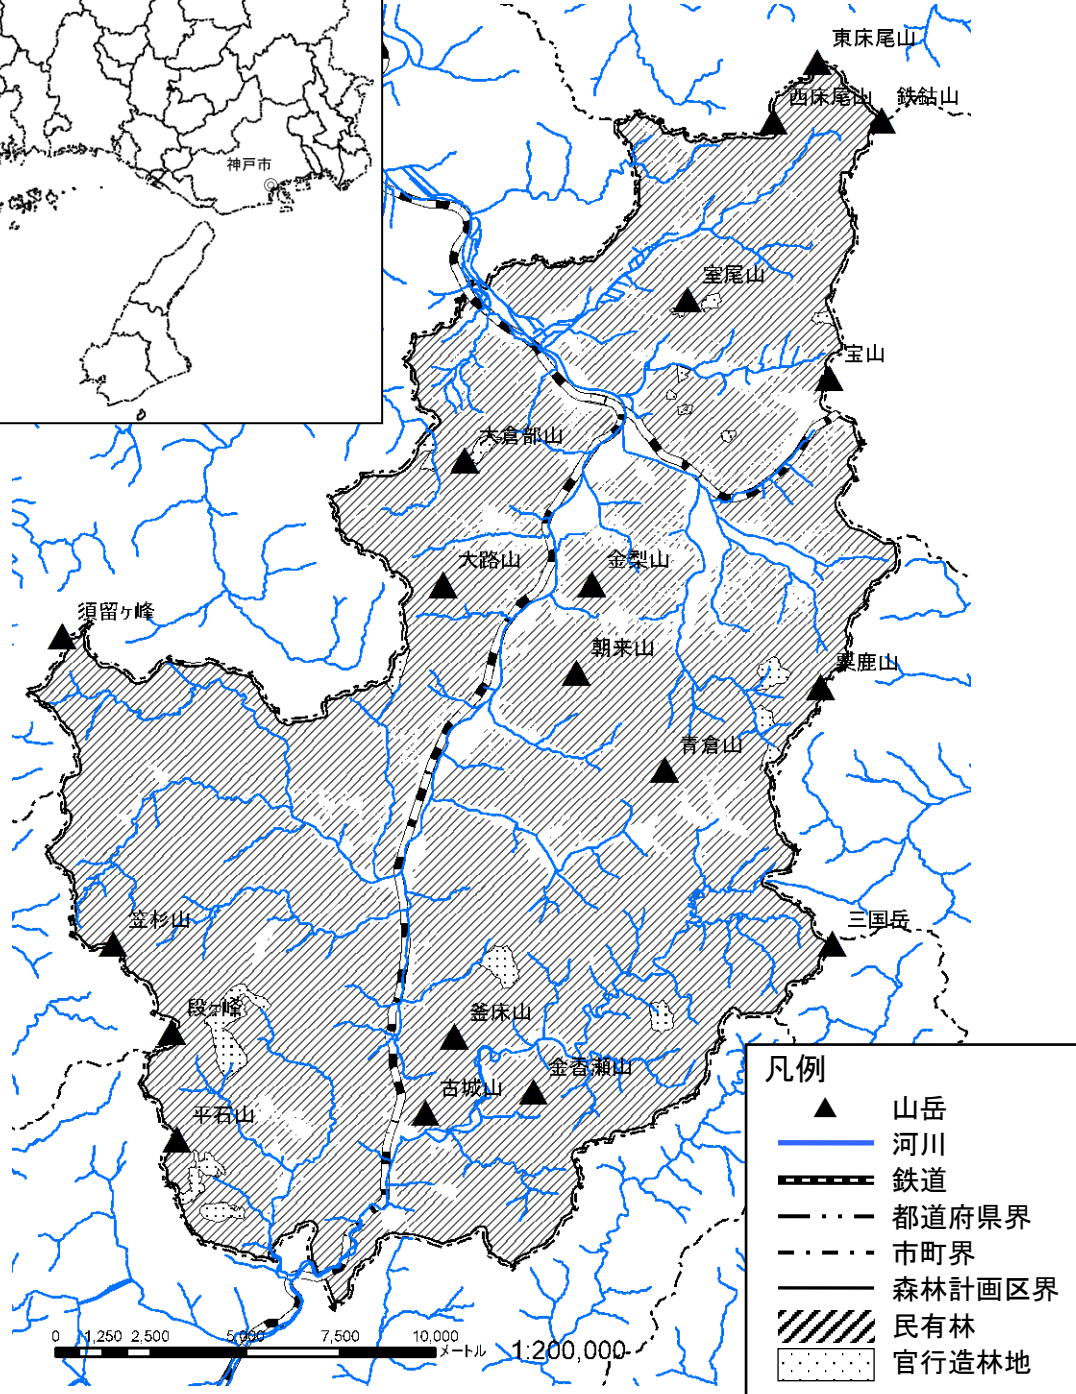 東床尾山
西床尾山
鉄鈷山
神戸市
室尾山
宝山
大倉部山
大路山
金梨山
須留ヶ峰
朝来山
粟鹿山
青倉山
笠杉山
三国岳
段ヶ峰
釜床山
金香瀬山
古城山
平石山
凡例
山岳
河川
鉄道
都道府県界
市町界
森林計画区界
民有林
官行造林地
0 1,250 2,500 5,000 7,500 10,000
メートル
1:200,000